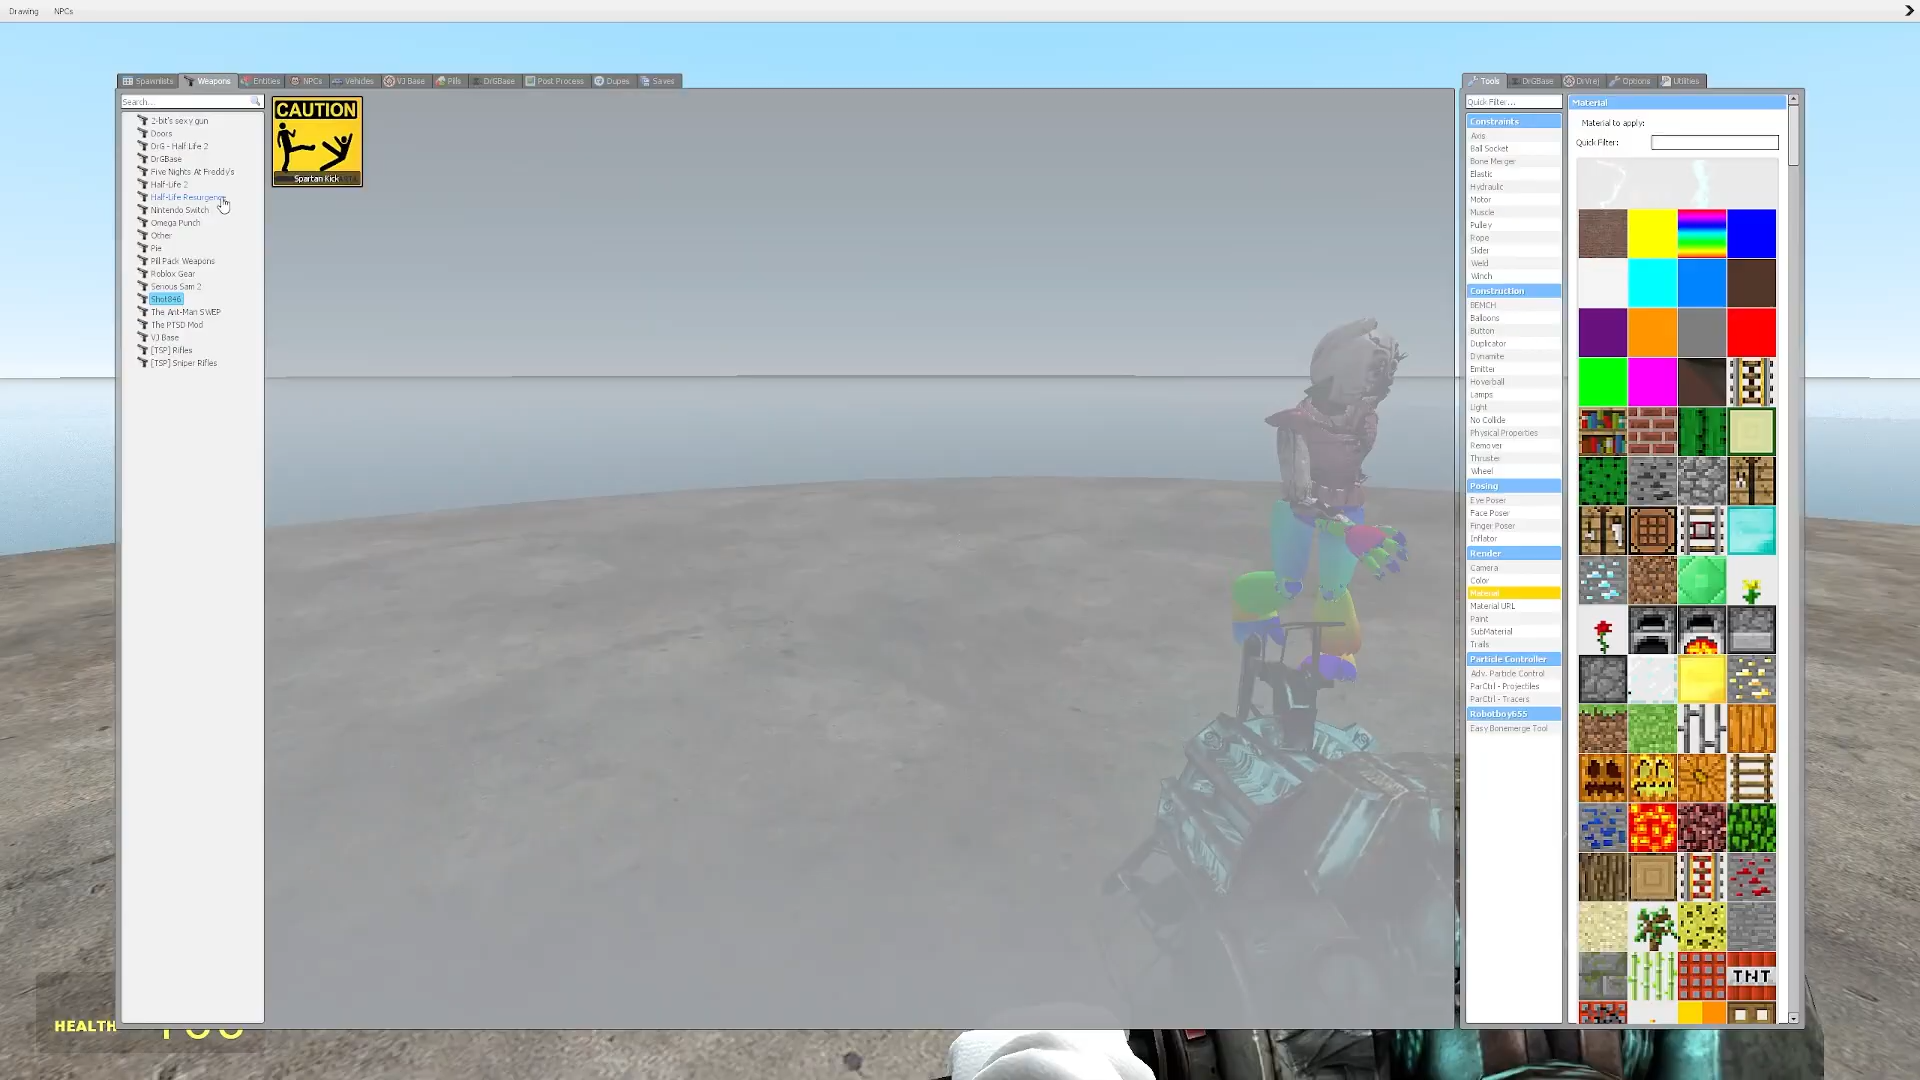 Drawing NPCs
Spawnlists Weapons Entities NPCs Vehicles VJ Base Pills DrGBase Post Process Dupes Saves
Search...
2-bit's sexy gun
Doors
DrG - Half Life 2
DrGBase
Five Nights At Freddy's
Half-Life 2
Half-Life Resurgence
Nintendo Switch
Omega Punch
Other
Pie
Pill Pack Weapons
Roblox Gear
Serious Sam 2
Shot846
The Ant-Man SWEP
The PTSD Mod
VJ Base
[TSP] Rifles
[TSP] Sniper Rifles
CAUTION
Spartan Kick
Tools DrGBase DrVrej Options Utilities
Quick Filter...
Constraints
Axis
Ball Socket
Bone Merger
Elastic
Hydraulic
Motor
Muscle
Pulley
Rope
Slider
Weld
Winch
Construction
BEMCH
Balloons
Button
Duplicator
Dynamite
Emitter
Hoverball
Lamps
Light
No Collide
Physical Properties
Remover
Thruster
Wheel
Posing
Eye Poser
Face Poser
Finger Poser
Inflator
Render
Camera
Color
Material
Material URL
Paint
SubMaterial
Trails
Particle Controller
Adv. Particle Control
ParCtrl - Projectiles
ParCtrl - Tracers
Robotboy655
Easy Bonemerge Tool
Material
Material to apply:
Quick Filter:
TNT
HEALTH